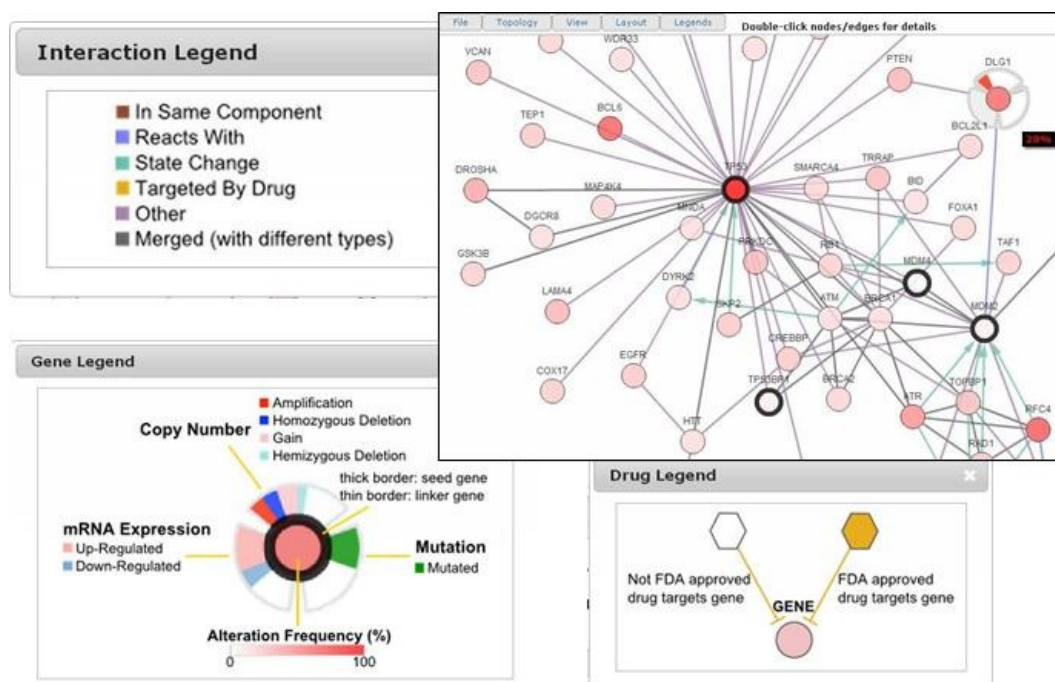 Interaction Legend
In Same Component
Reacts With
State Change
Targeted By Drug
Other
Merged (with different types)
File
Topology
View
Layout
Legends
Double-click nodes/edges for details
WDR33
VCAN
PTEN
DLG1
BCL6
TEP1
BCL2L1
28%
TP53
SMARCA4
TRRAP
DROSHA
MAP4K4
BID
DGCR8
MNDA
FOXA1
GSK3B
PRKDC
RB1
MDM4
TAF1
DYRK2
LAMA4
SKP2
ATM
BRCA1
MDM2
CREBBP
EGFR
COX17
TP53BP1
BRCA2
TOPBP1
ATR
RFC4
HTT
RAD1
Gene Legend
Amplification
Homozygous Deletion
Gain
Hemizygous Deletion
Copy Number
thick border: seed gene
thin border: linker gene
mRNA Expression
Up-Regulated
Down-Regulated
Mutation
Mutated
Alteration Frequency (%)
0
100
Drug Legend
Not FDA approved
drug targets gene
FDA approved
drug targets gene
GENE